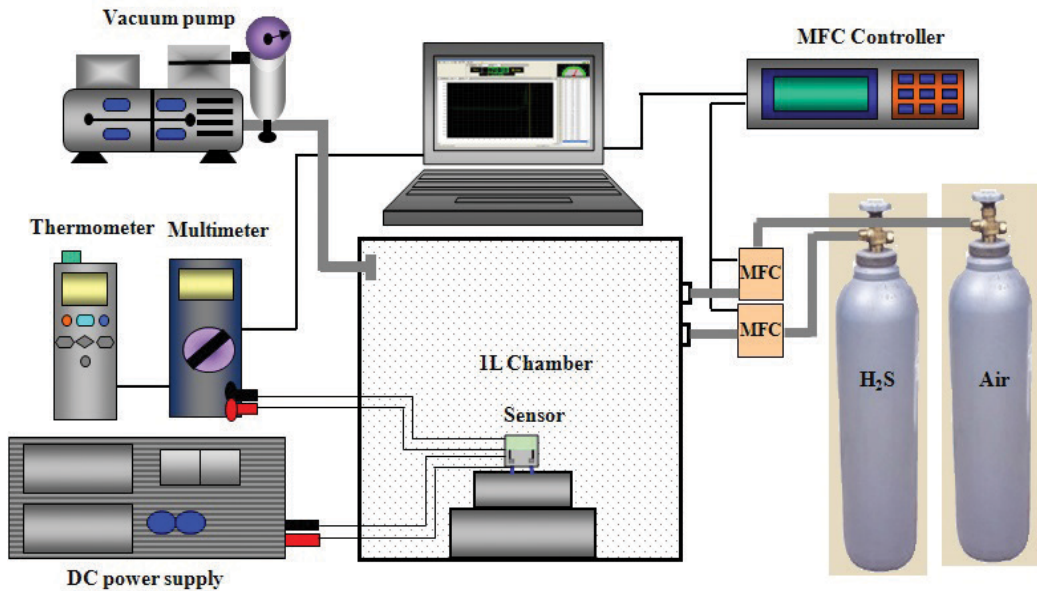 Vacuum pump
MFC Controller
Thermometer
Multimeter
MFC
MFC
1L Chamber
H₂S
Air
Sensor
DC power supply